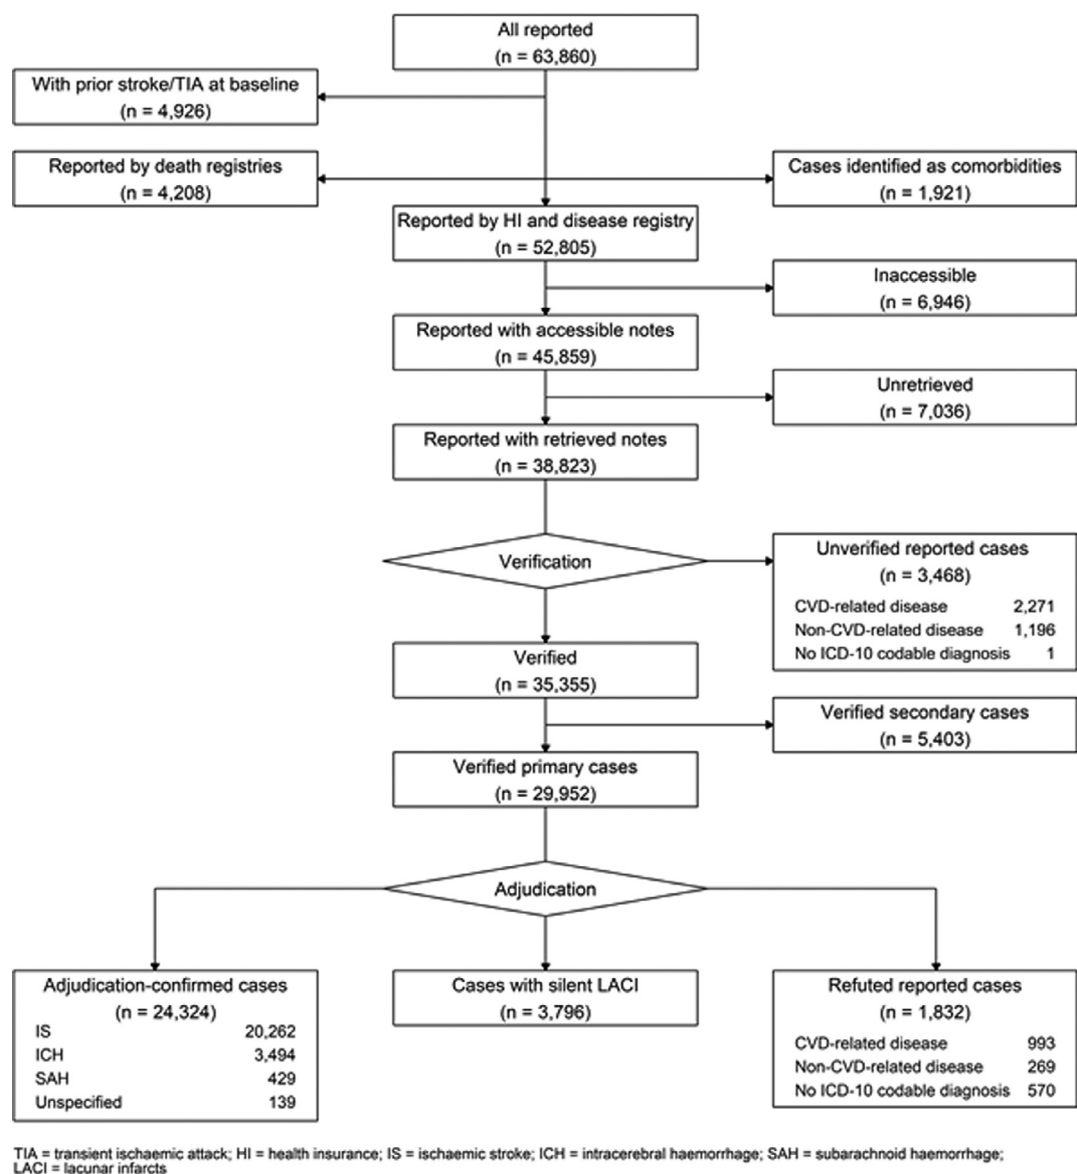 All reported
(n = 63,860)
With prior stroke/TIA at baseline
(n = 4,926)
Reported by death registries
(n = 4,208)
Cases identified as comorbidities
(n = 1,921)
Reported by HI and disease registry
(n = 52,805)
Inaccessible
(n = 6,946)
Reported with accessible notes
(n = 45,859)
Unretrieved
(n = 7,036)
Reported with retrieved notes
(n = 38,823)
Verification
Unverified reported cases
(n = 3,468)
CVD-related disease 2,271
Non-CVD-related disease 1,196
No ICD-10 codable diagnosis 1
Verified
(n = 35,355)
Verified secondary cases
(n = 5,403)
Verified primary cases
(n = 29,952)
Adjudication
Adjudication-confirmed cases
(n = 24,324)
IS 20,262
ICH 3,494
SAH 429
Unspecified 139
Cases with silent LACI
(n = 3,796)
Refuted reported cases
(n = 1,832)
CVD-related disease 993
Non-CVD-related disease 269
No ICD-10 codable diagnosis 570
TIA = transient ischaemic attack; HI = health insurance; IS = ischaemic stroke; ICH = intracerebral haemorrhage; SAH = subarachnoid haemorrhage;
LACI = lacunar infarcts